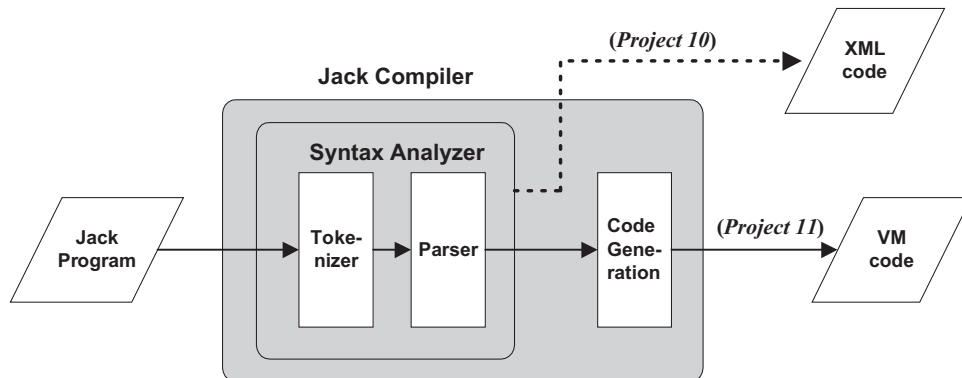 (Project 10)
XML
code
Jack Compiler
Syntax Analyzer
Jack
Program
Toke-
nizer
Parser
Code
Gene-
ration
(Project 11)
VM
code